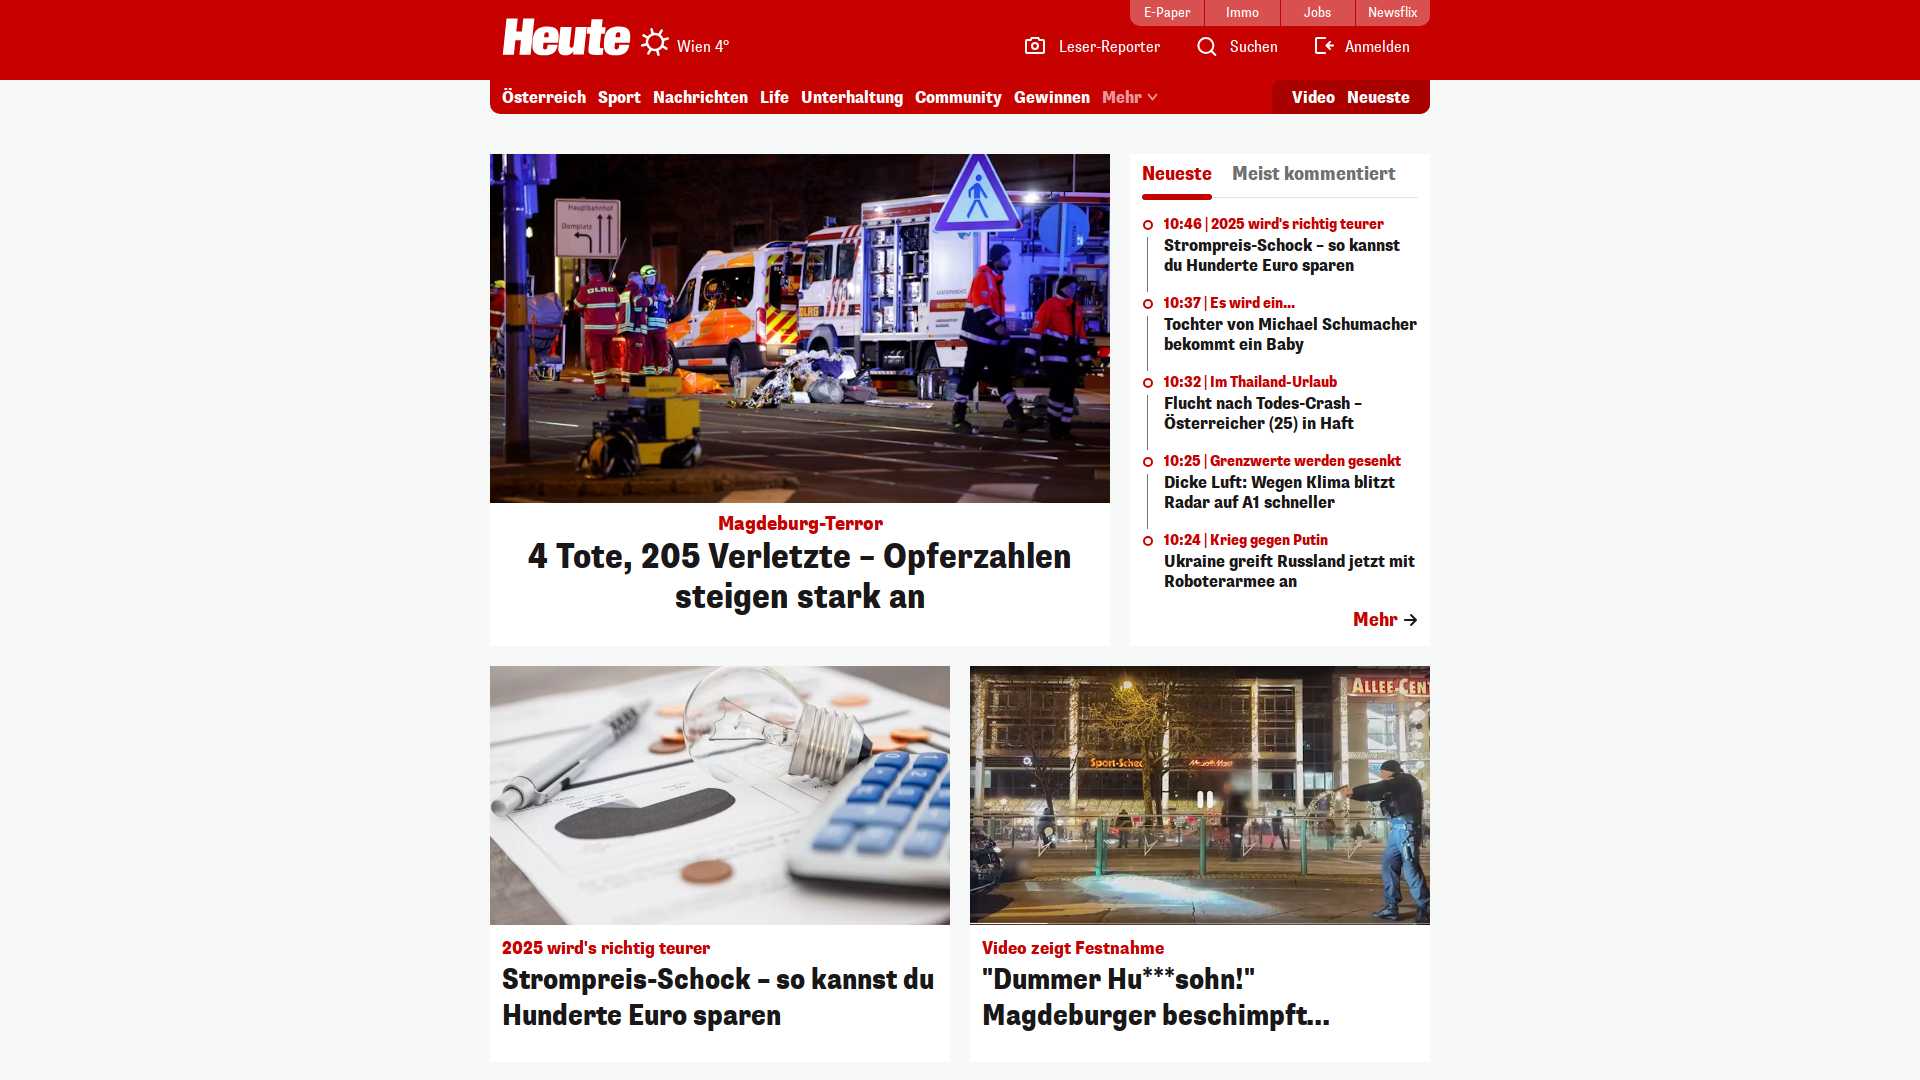 E-Paper
Immo
Jobs
Newsflix
Heute
Wien 4°
Leser-Reporter
Suchen
Anmelden
Österreich
Sport
Nachrichten
Life
Unterhaltung
Community
Gewinnen
Mehr
Video
Neueste
Hauptbahnhof
Domplatz
DLRG
DLRG
Magdeburg-Terror
4 Tote, 205 Verletzte – Opferzahlen
steigen stark an
Neueste
Meist kommentiert
10:46 | 2025 wird's richtig teurer
Strompreis-Schock – so kannst
du Hunderte Euro sparen
10:37 | Es wird ein...
Tochter von Michael Schumacher
bekommt ein Baby
10:32 | Im Thailand-Urlaub
Flucht nach Todes-Crash –
Österreicher (25) in Haft
10:25 | Grenzwerte werden gesenkt
Dicke Luft: Wegen Klima blitzt
Radar auf A1 schneller
10:24 | Krieg gegen Putin
Ukraine greift Russland jetzt mit
Roboterarmee an
Mehr
2025 wird's richtig teurer
Strompreis-Schock – so kannst du
Hunderte Euro sparen
ALLEE-CEN
Sport-Schec
Video zeigt Festnahme
"Dummer Hu***sohn!"
Magdeburger beschimpft...